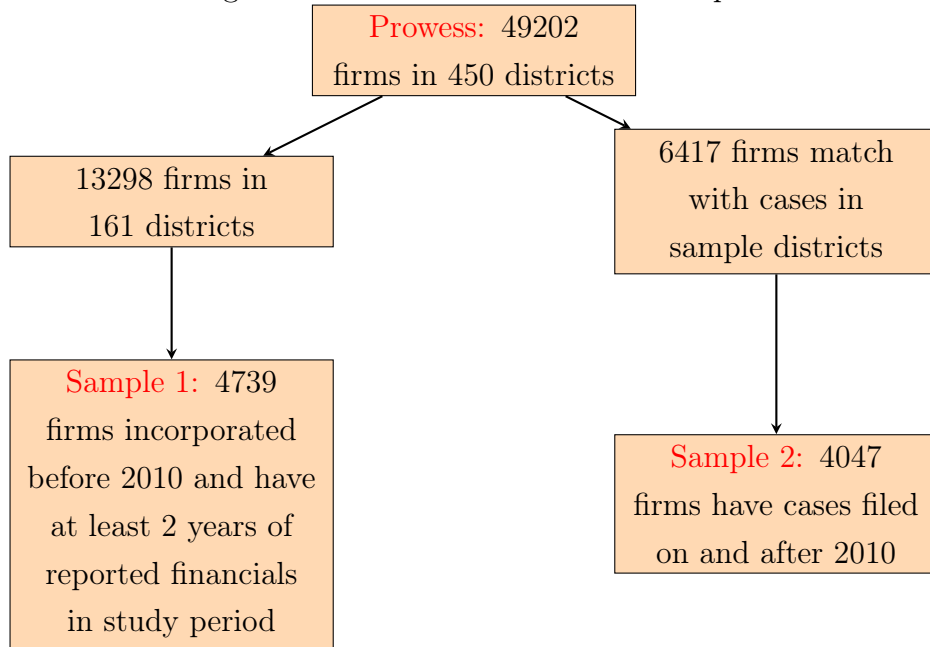 Prowess: 49202
firms in 450 districts
13298 firms in
161 districts
6417 firms match
with cases in
sample districts
Sample 1: 4739
firms incorporated
before 2010 and have
at least 2 years of
reported financials
in study period
Sample 2: 4047
firms have cases filed
on and after 2010